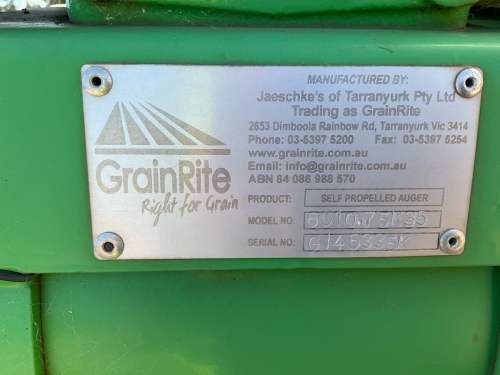 MANUFACTURED BY:
Jaeschke's of Tarranyurk Pty Ltd
Trading as GrainRite
2653 Dimboola Rainbow Rd, Tarranyurk Vic 3414
Phone: 03-5397 5200 Fax: 03-5397 5254
www.grainrite.com.au
Email: info@grainrite.com.au
ABN 84 086 988 570
GrainRite
Right for Grain
PRODUCT: SELF PROPELLED AUGER
MODEL NO:
SERIAL NO: